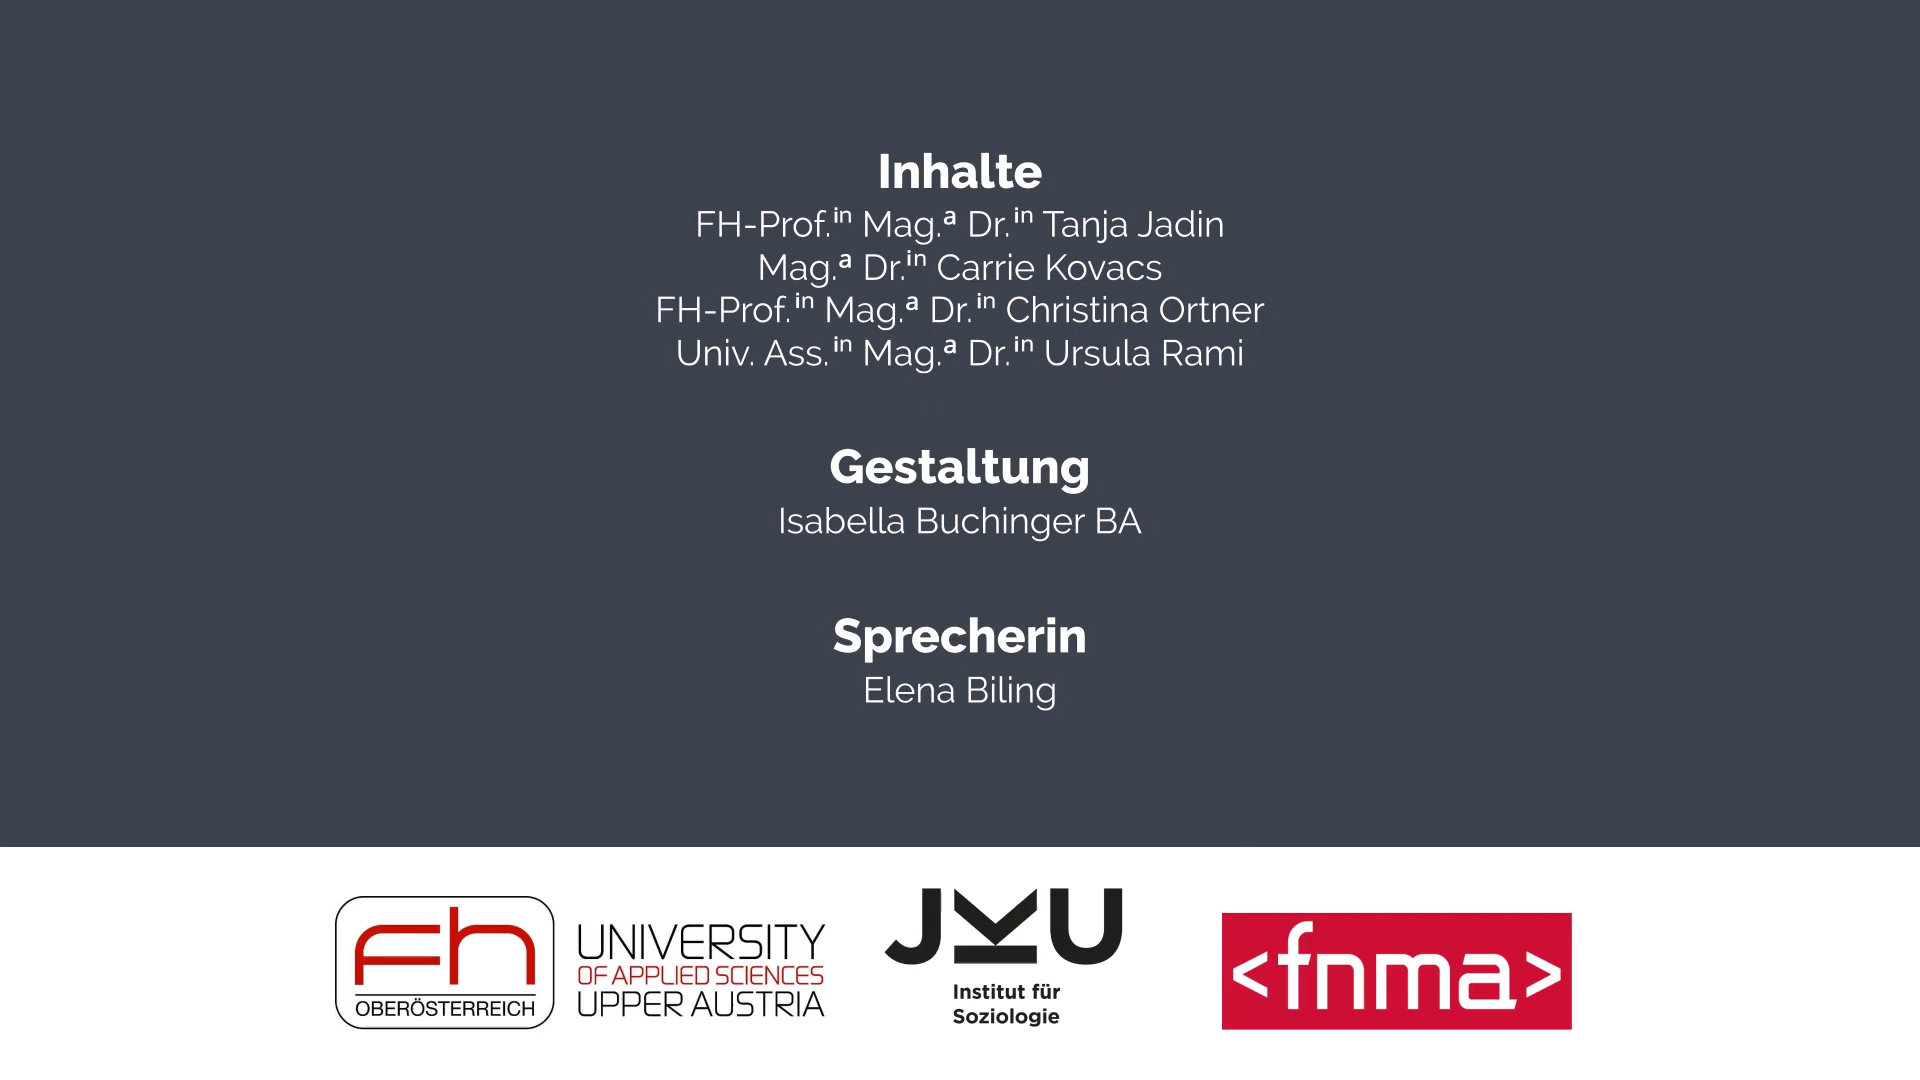 Inhalte
FH-Prof.ⁱⁿ Mag.ª Dr.ⁱⁿ Tanja Jadin
Mag.ª Dr.ⁱⁿ Carrie Kovacs
FH-Prof.ⁱⁿ Mag.ª Dr.ⁱⁿ Christina Ortner
Univ. Ass.ⁱⁿ Mag.ª Dr.ⁱⁿ Ursula Rami
Gestaltung
Isabella Buchinger BA
Sprecherin
Elena Biling
fh
OBERÖSTERREICH
UNIVERSITY
OF APPLIED SCIENCES
UPPER AUSTRIA
JKU
Institut für
Soziologie
<fnma>